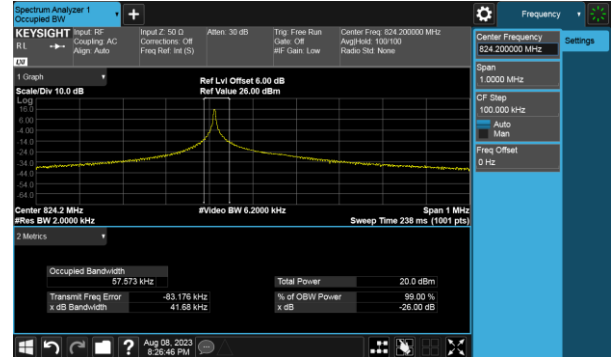 Spectrum Analyzer 1
Occupied BW
+
Frequency
KEYSIGHT
RL
LXI
Input: RF
Coupling: AC
Align: Auto
Input Z: 50 Ω
Corrections: Off
Freq Ref: Int (S)
Atten: 30 dB
Trig: Free Run
Gate: Off
#IF Gain: Low
Center Freq: 824.200000 MHz
Avg|Hold: 100/100
Radio Std: None
Center Frequency
824.200000 MHz
Settings
Span
1.0000 MHz
CF Step
100.000 kHz
Auto
Man
Freq Offset
0 Hz
1 Graph
Scale/Div 10.0 dB
Ref Lvl Offset 6.00 dB
Ref Value 26.00 dBm
Log
16.0
6.00
-4.00
-14.0
-24.0
-34.0
-44.0
-54.0
-64.0
Center 824.2 MHz
#Res BW 2.0000 kHz
#Video BW 6.2000 kHz
Span 1 MHz
Sweep Time 238 ms (1001 pts)
2 Metrics
Occupied Bandwidth
57.573 kHz
Total Power 20.0 dBm
Transmit Freq Error -83.176 kHz
% of OBW Power 99.00 %
x dB Bandwidth 41.68 kHz
x dB -26.00 dB
?
Aug 08, 2023
8:26:46 PM